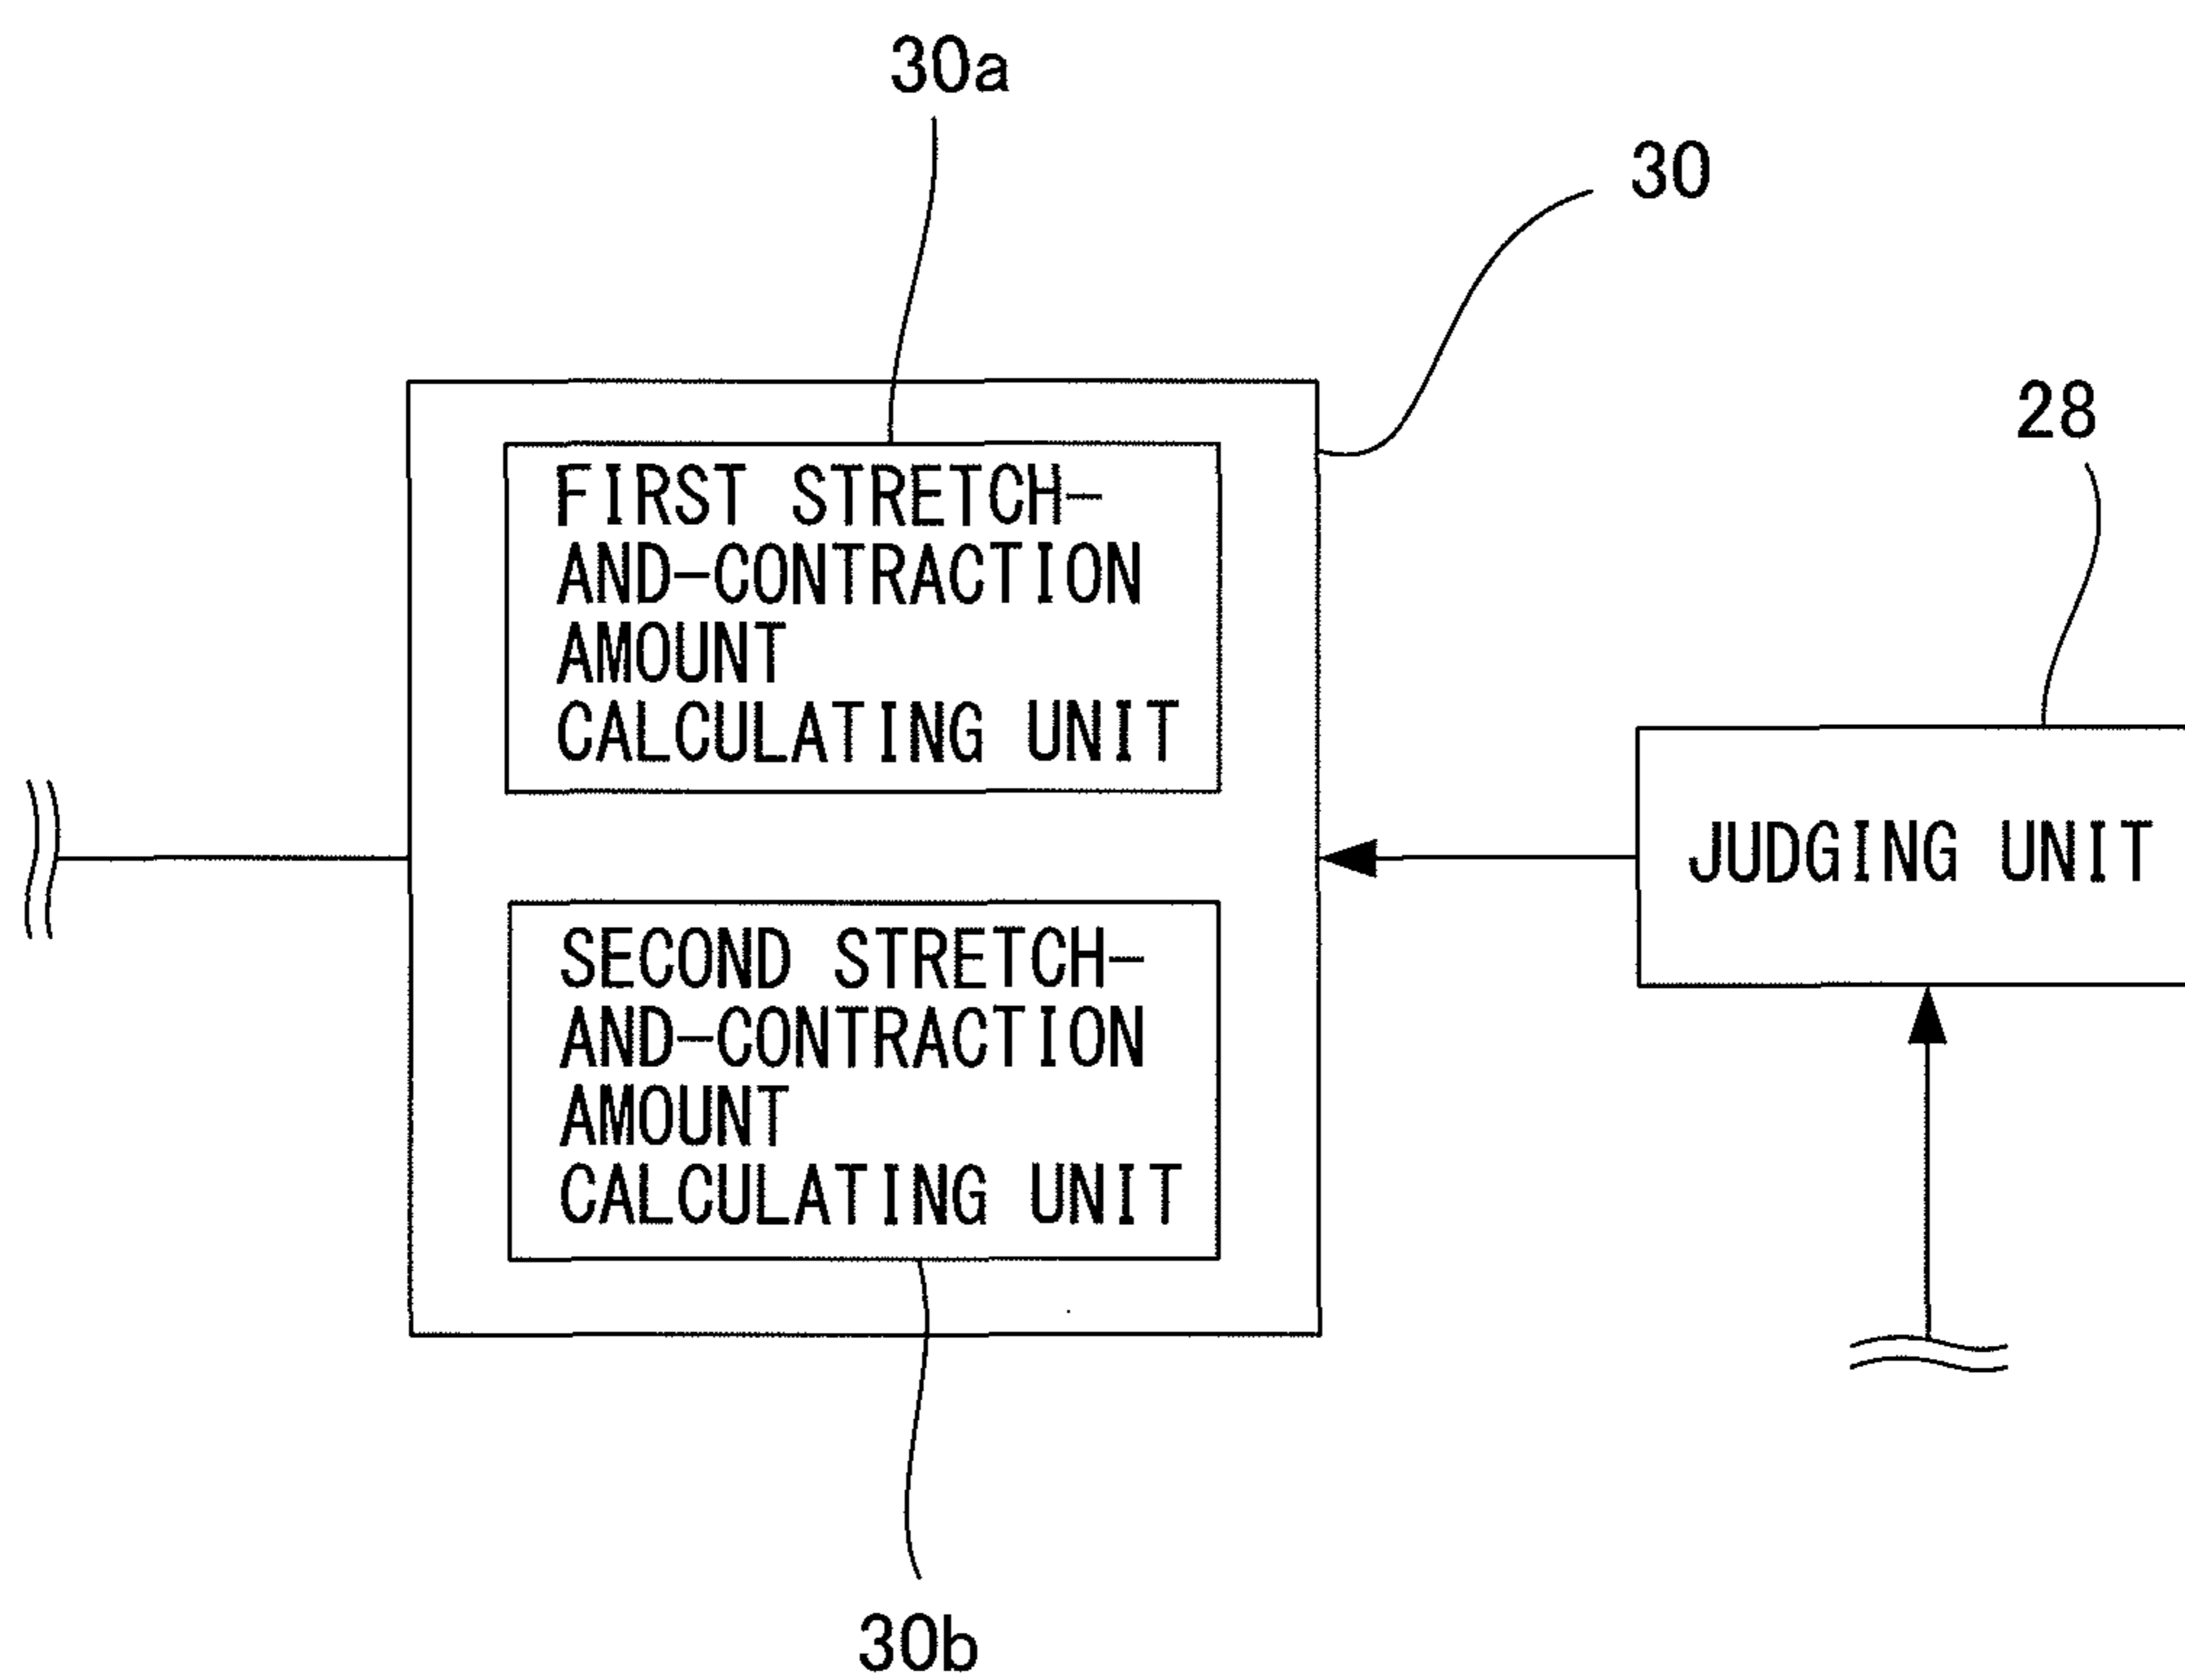 30a
30
28
FIRST STRETCH-
AND-CONTRACTION
AMOUNT
CALCULATING UNIT
JUDGING UNIT
SECOND STRETCH-
AND-CONTRACTION
AMOUNT
CALCULATING UNIT
30b